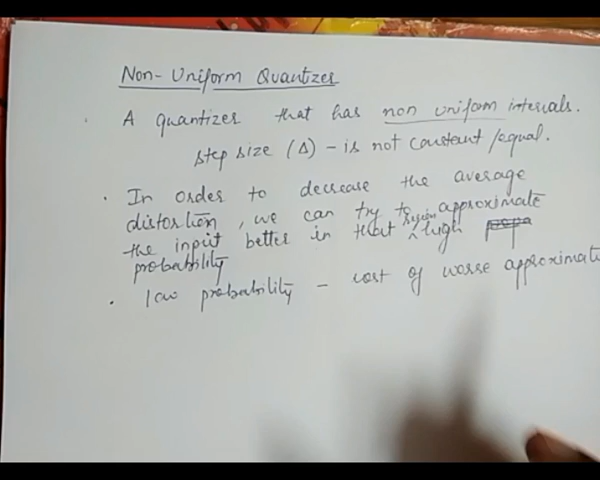 Non-Uniform Quantizer
A quantizer that has non uniform intervals.
step size (Δ) - is not constant/equal.
. In order to decrease the average
distortion, we can try to approximate
the input better in that region ^ high
probability
. low probability - cost of worse approximati